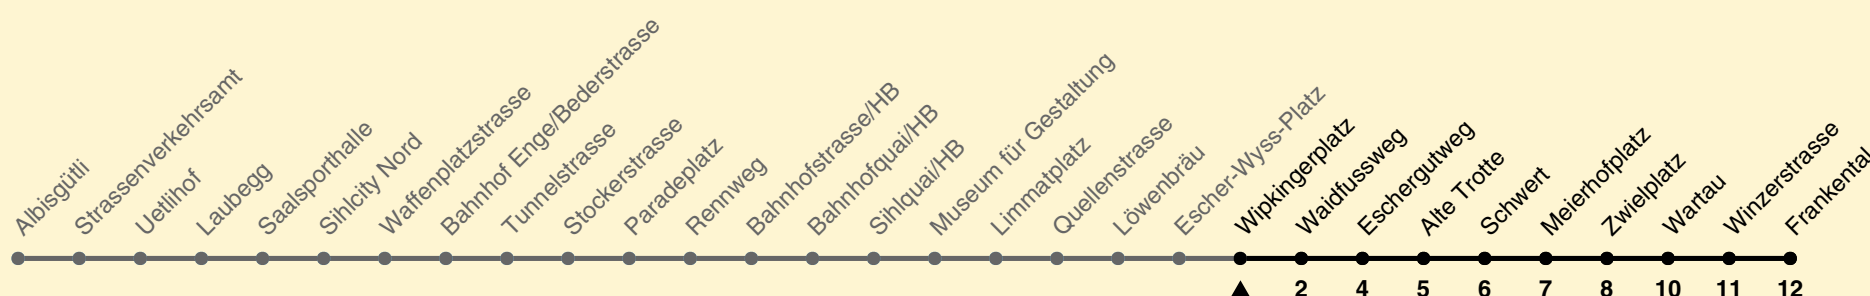 Albisgütli
Strassenverkehrsamt
Uetlihof
Laubegg
Saalsporthalle
Sihlcity Nord
Waffenplatzstrasse
Bahnhof Enge/Bederstrasse
Tunnelstrasse
Stockerstrasse
Paradeplatz
Rennweg
Bahnhofstrasse/HB
Bahnhofquai/HB
Sihlquai/HB
Museum für Gestaltung
Limmatplatz
Quellenstrasse
Löwenbräu
Escher-Wyss-Platz
Wipkingerplatz
Waidfussweg
Eschergutweg
Alte Trotte
Schwert
Meierhofplatz
Zwielplatz
Wartau
Winzerstrasse
Frankental
2 4 5 6 7 8 10 11 12